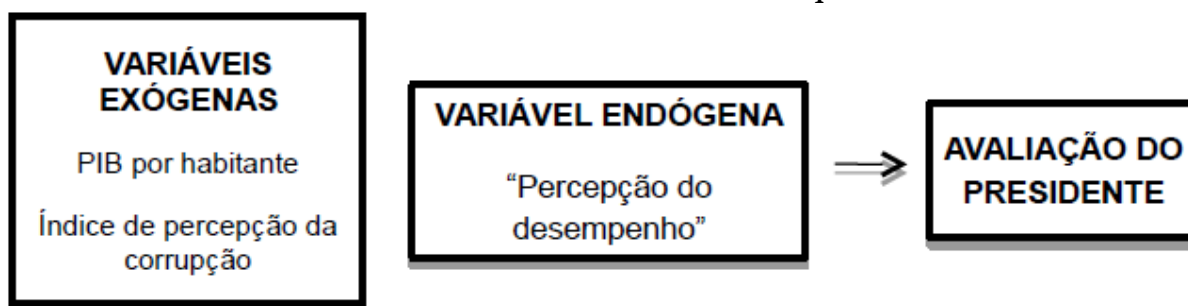 VARIÁVEIS
EXÓGENAS
PIB por habitante
Índice de percepção da
corrupção
VARIÁVEL ENDÓGENA
“Percepção do
desempenho”
AVALIAÇÃO DO
PRESIDENTE